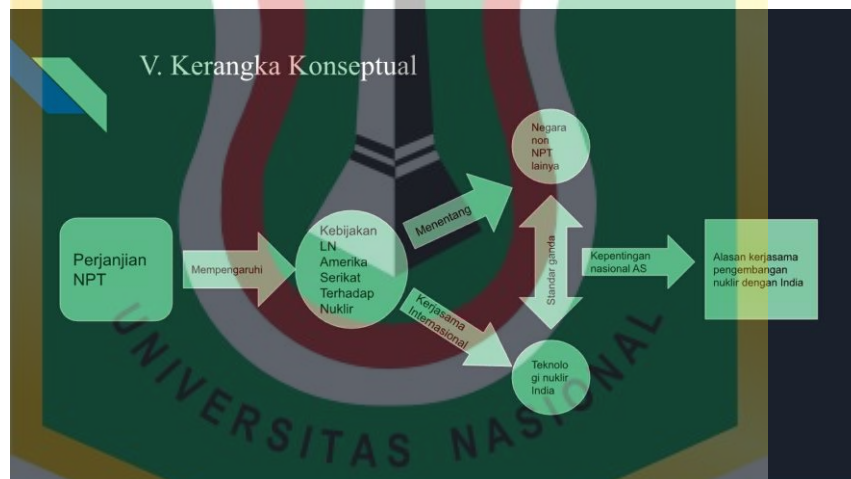 V. Kerangka Konseptual
Negara
non
NPT
lainya
Menentang
Kebijakan
LN
Amerika
Serikat
Terhadap
Nuklir
Perjanjian
NPT
Mempengaruhi
Standar ganda
Kepentingan
nasional AS
Alasan kerjasama
pengembangan
nuklir dengan India
Kerjasama
Internasional
Teknolo
gi nuklir
India
UNIVERSITAS NASIONAL